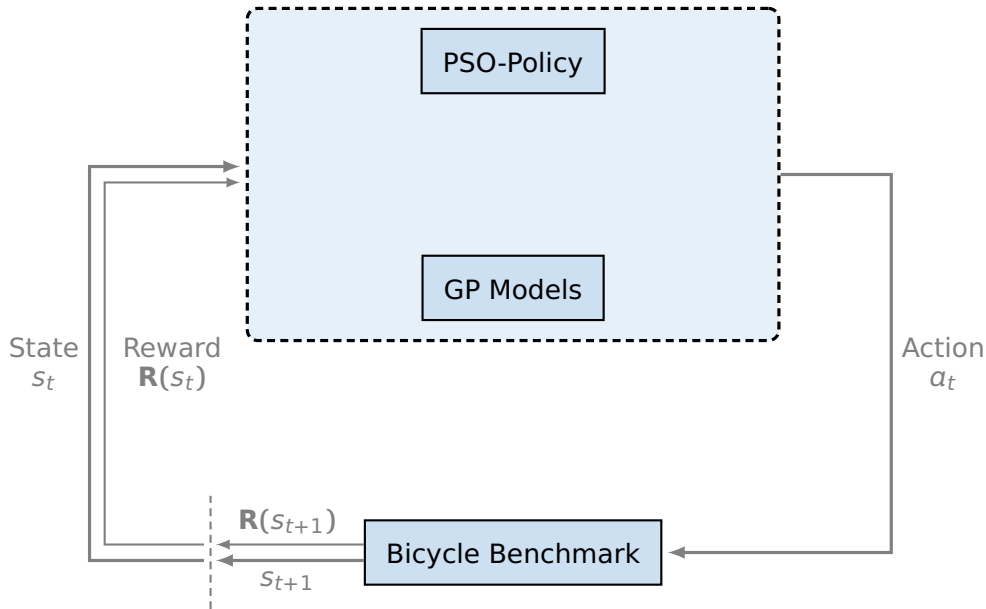 PSO-Policy
GP Models
State
s_t
Reward
R(s_t)
Action
a_t
R(s_{t+1})
s_{t+1}
Bicycle Benchmark